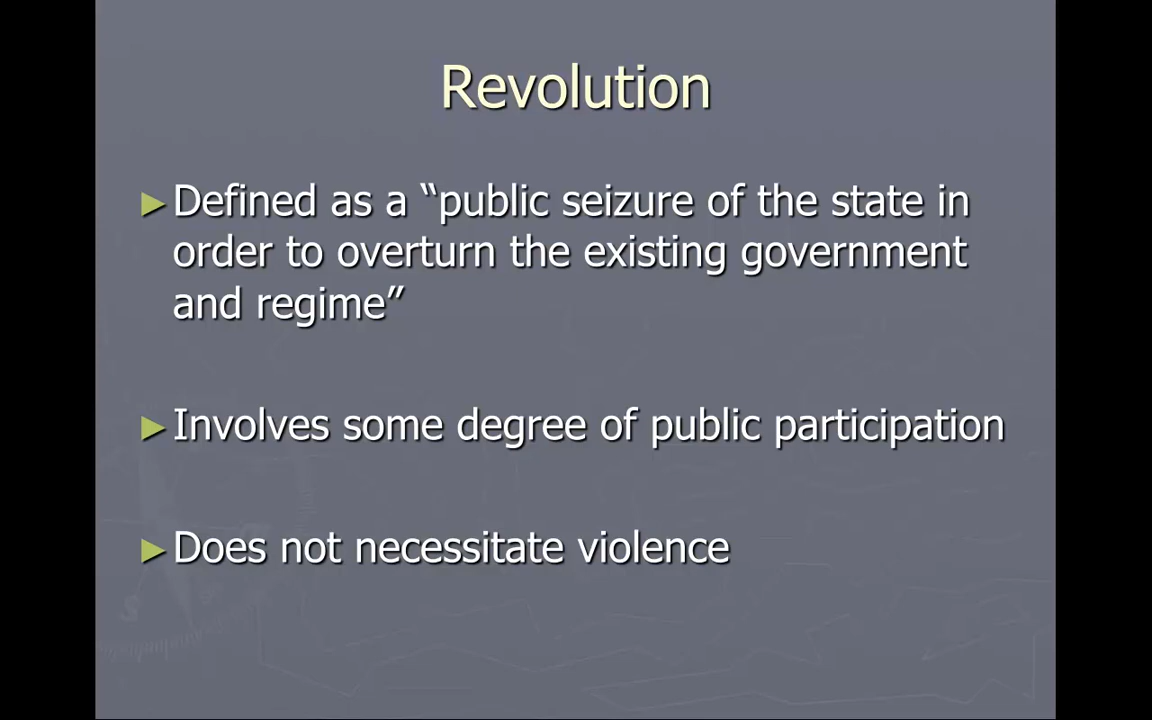 Revolution
►Defined as a “public seizure of the state in
order to overturn the existing government
and regime”
►Involves some degree of public participation
►Does not necessitate violence